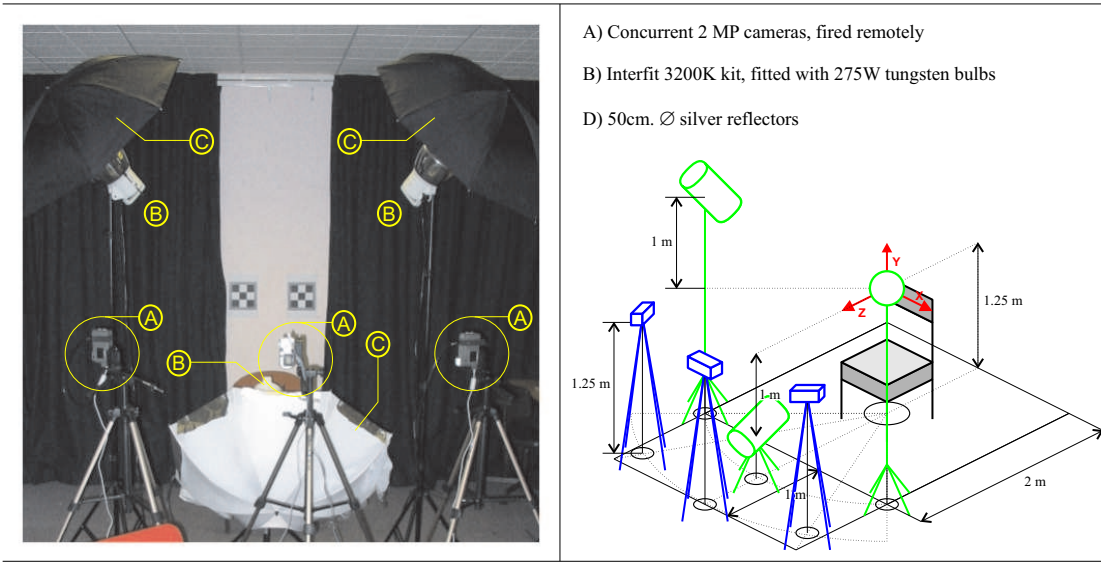 C
C
B
B
A
A
A
B
C
A) Concurrent 2 MP cameras, fired remotely
B) Interfit 3200K kit, fitted with 275W tungsten bulbs
D) 50cm. ∅ silver reflectors
1 m
Y
X
Z
1.25 m
1.25 m
1 m
1 m
2 m